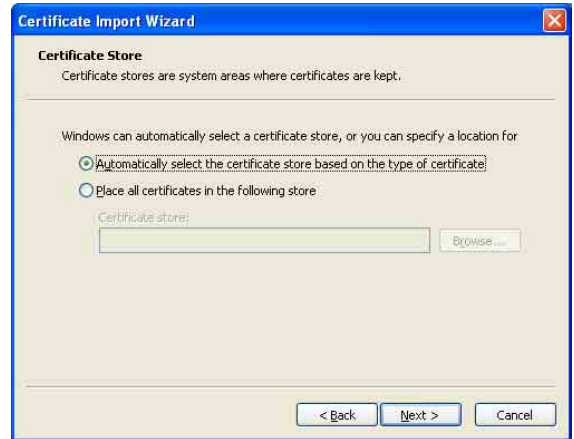 Certificate Import Wizard
Certificate Store
Certificate stores are system areas where certificates are kept.
Windows can automatically select a certificate store, or you can specify a location for
Automatically select the certificate store based on the type of certificate
Place all certificates in the following store
Certificate store:
Browse...
< Back
Next >
Cancel